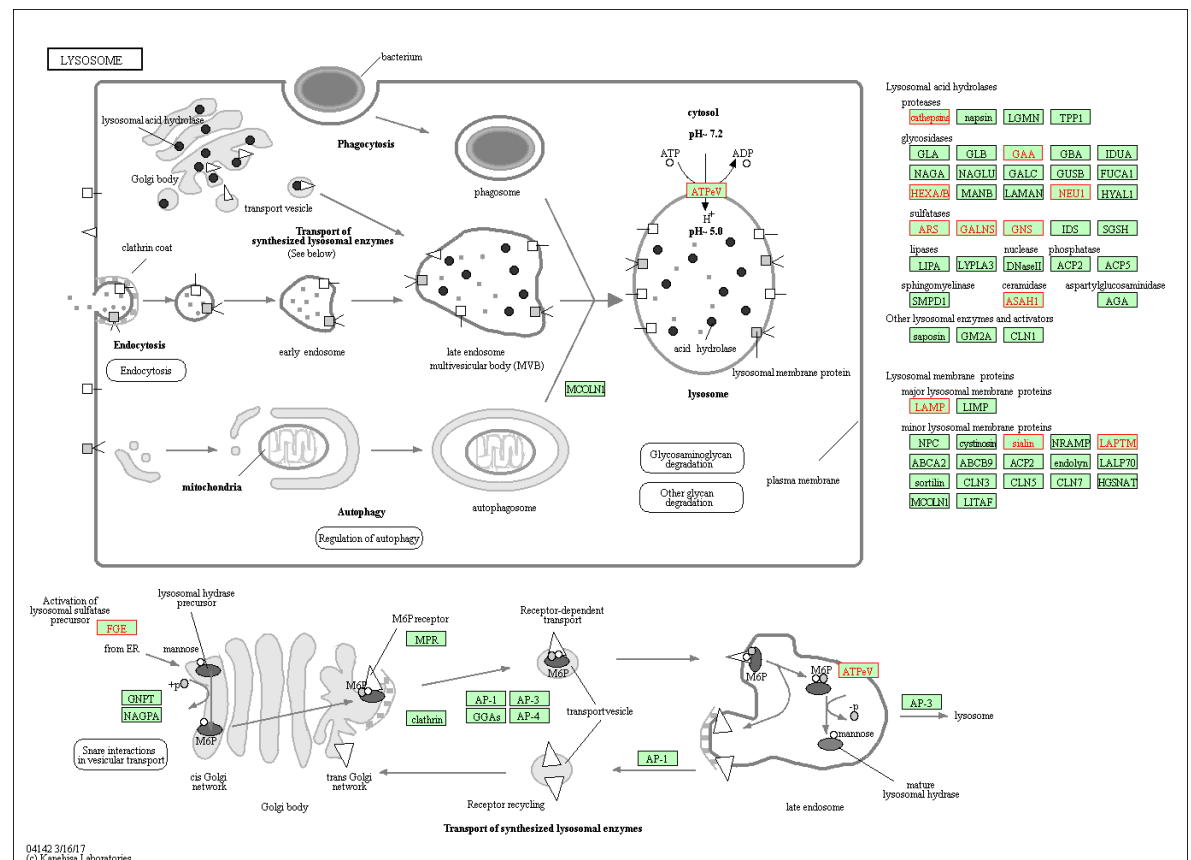 LYSOSOME
bacterium
lysosomal acid hydrolase
Golgi body
transport vesicle
Phagocytosis
phagosome
Transport of
synthesized lysosomal enzymes
(See below)
clathrin coat
Endocytosis
Endocytosis
early endosome
late endosome
multivesicular body (MVB)
cytosol
pH~ 7.2
ATP
ADP
ATPeV
H+
pH~ 5.0
acid hydrolase
lysosomal membrane protein
lysosome
MCOLN1
mitochondria
Autophagy
Regulation of autophagy
autophagosome
Glycosaminoglycan
degradation
Other glycan
degradation
plasma membrane
Lysosomal acid hydrolases
proteases
cathepsins napsin LGMN TPP1
glycosidases
GLA GLB GAA GBA IDUA
NAGA NAGLU GALC GUSB FUCA1
HEXA/B MANB LAMAN NEU1 HYAL1
sulfatases
ARS GALNS GNS IDS SGSH
lipases nuclease phosphatase
LIPA LYPLA3 DNaseII ACP2 ACP5
sphingomyelinase ceramidase aspartylglucosaminidase
SMPD1 ASAH1 AGA
Other lysosomal enzymes and activators
saposin GM2A CLN1
Lysosomal membrane proteins
major lysosomal membrane proteins
LAMP LIMP
minor lysosomal membrane proteins
NPC cystinosin sialin NRAMP LAPTM
ABCA2 ABCB9 ACP2 endolyn LALP70
sortilin CLN3 CLN5 CLN7 HGSNAT
MCOLN1 LITAF
Activation of
lysosomal sulfatase
precursor
FGE
lysosomal hydrase
precursor
from ER
mannose
+p
GNPT
NAGPA
M6P
Snare interactions
in vesicular transport
cis Golgi
network
Golgi body
trans Golgi
network
M6P
M6P receptor
MPR
clathrin
AP-1 AP-3
GGAs AP-4
Receptor-dependent
transport
M6P
transport vesicle
Receptor recycling
AP-1
M6P
M6P
ATPeV
-p
mannose
AP-3
lysosome
mature
lysosomal hydrase
late endosome
Transport of synthesized lysosomal enzymes
04142 3/16/17
(c) Kanehisa Laboratories